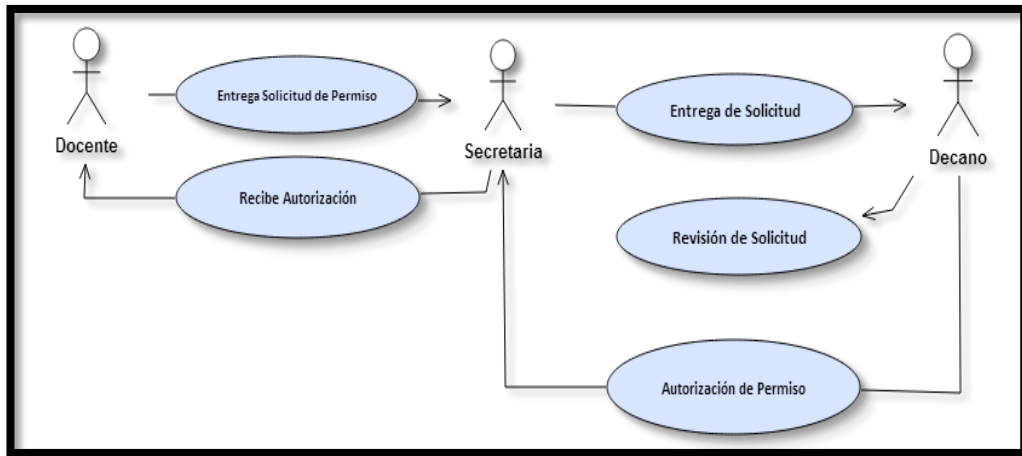 Entrega Solicitud de Permiso
Entrega de Solicitud
Docente
Secretaria
Decano
Recibe Autorización
Revisión de Solicitud
Autorización de Permiso